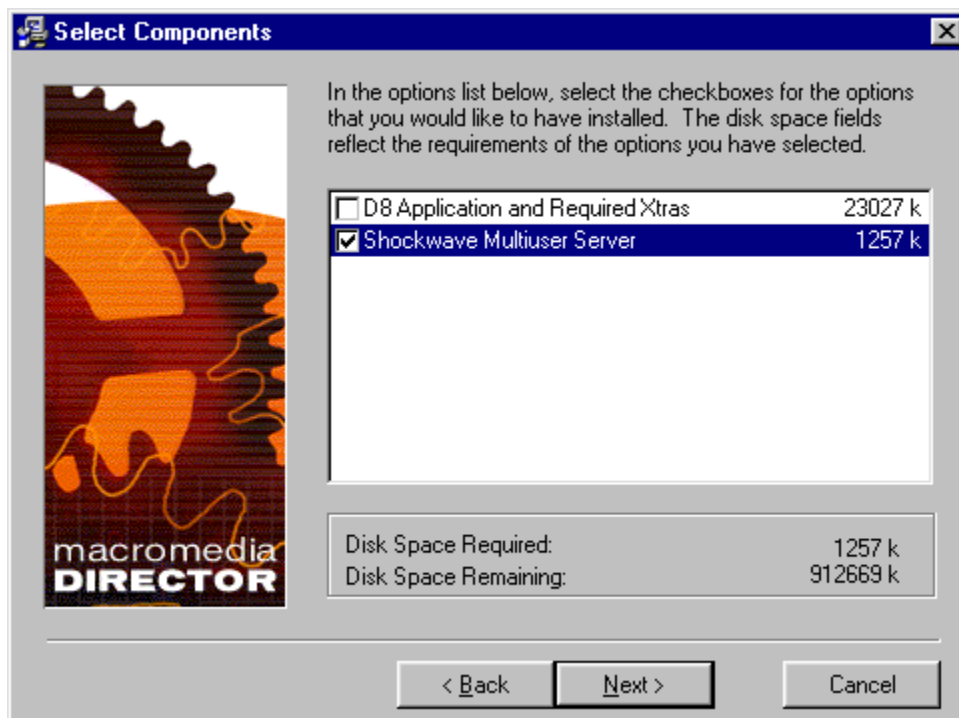 Select Components
In the options list below, select the checkboxes for the options
that you would like to have installed.  The disk space fields
reflect the requirements of the options you have selected.
D8 Application and Required Xtras 23027 k
Shockwave Multiuser Server 1257 k
macromedia
DIRECTOR
Disk Space Required: 1257 k
Disk Space Remaining: 912669 k
< Back Next > Cancel